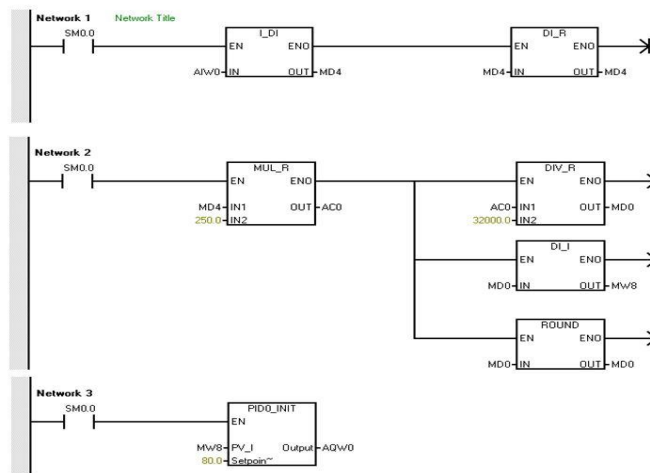 Network 1 Network Title
SM0.0
I_DI
EN ENO
AIW0 IN OUT MD4
DI_R
EN ENO
MD4 IN OUT MD4
Network 2
SM0.0
MUL_R
EN ENO
MD4 IN1 OUT AC0
250.0 IN2
DIV_R
EN ENO
AC0 IN1 OUT MD0
32000.0 IN2
DI_I
EN ENO
MD0 IN OUT MW8
ROUND
EN ENO
MD0 IN OUT MD0
Network 3
SM0.0
PID0_INIT
EN
MW8 PV_I Output AQW0
80.0 Setpoin~